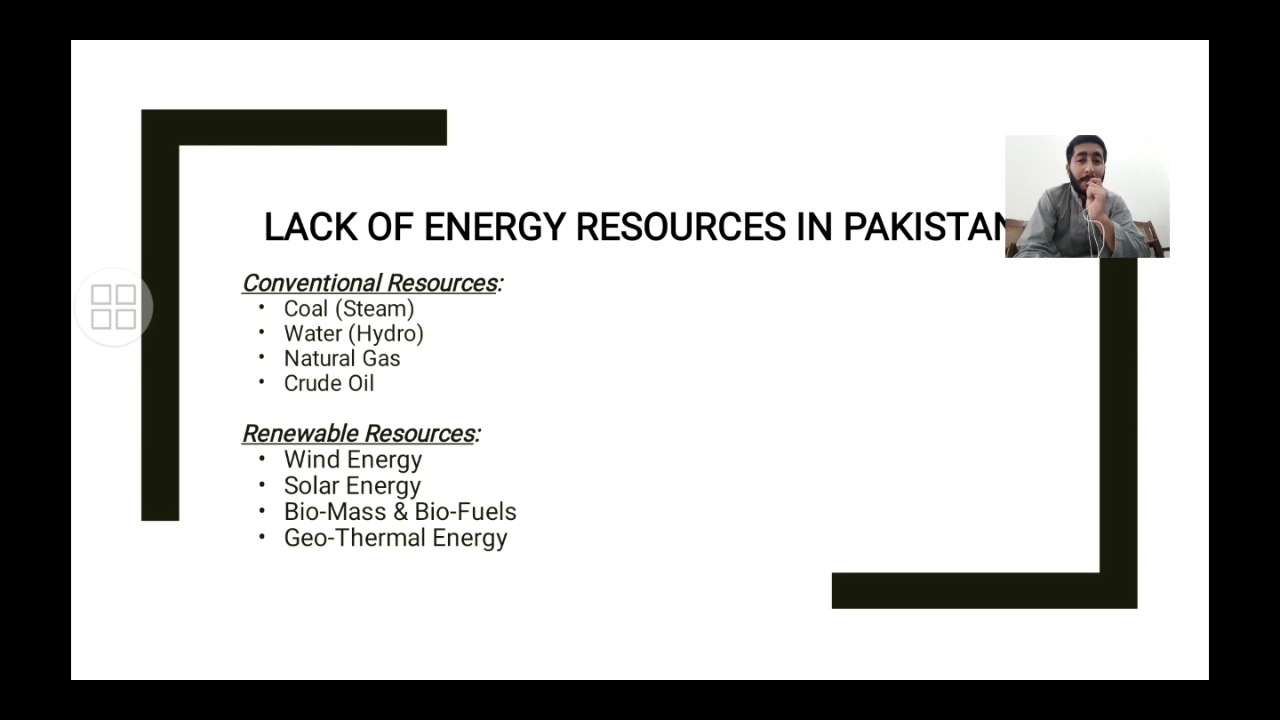 LACK OF ENERGY RESOURCES IN PAKISTAN
Conventional Resources:
• Coal (Steam)
• Water (Hydro)
• Natural Gas
• Crude Oil
Renewable Resources:
• Wind Energy
• Solar Energy
• Bio-Mass & Bio-Fuels
• Geo-Thermal Energy